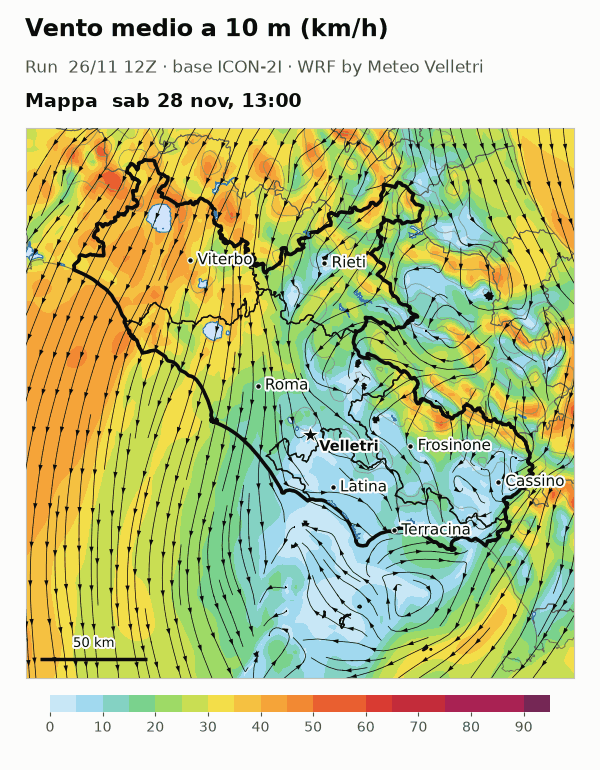 Vento medio a 10 m (km/h)
Run 26/11 12Z · base ICON-2I · WRF by Meteo Velletri
Mappa sab 28 nov, 13:00
Viterbo
Rieti
Roma
Velletri
Frosinone
Latina
Cassino
Terracina
50 km
0 10 20 30 40 50 60 70 80 90